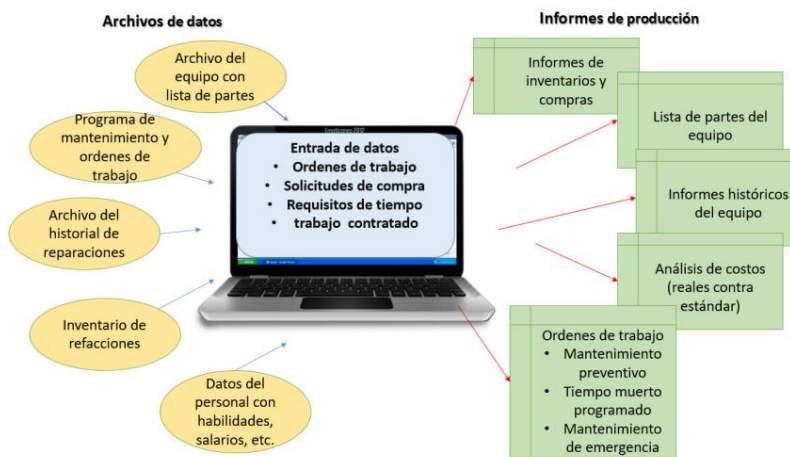 Archivos de datos
Informes de producción
Archivo del
equipo con
lista de partes
Programa de
mantenimiento y
ordenes de
trabajo
Archivo del
historial de
reparaciones
Inventario de
refacciones
Datos del
personal con
habilidades,
salarios, etc.
Emoticones 2012
Entrada de datos
• Ordenes de trabajo
• Solicitudes de compra
• Requisitos de tiempo
• trabajo contratado
Informes de
inventarios y
compras
Lista de partes del
equipo
Informes históricos
del equipo
Análisis de costos
(reales contra
estándar)
Ordenes de trabajo
• Mantenimiento
preventivo
• Tiempo muerto
programado
• Mantenimiento
de emergencia